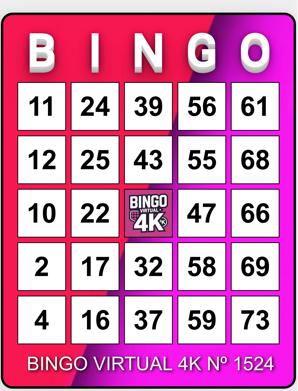 B I N G O
11 24 39 56 61
12 25 43 55 68
10 22 BINGO VIRTUAL 4K 47 66
2 17 32 58 69
4 16 37 59 73
BINGO VIRTUAL 4K Nº 1524